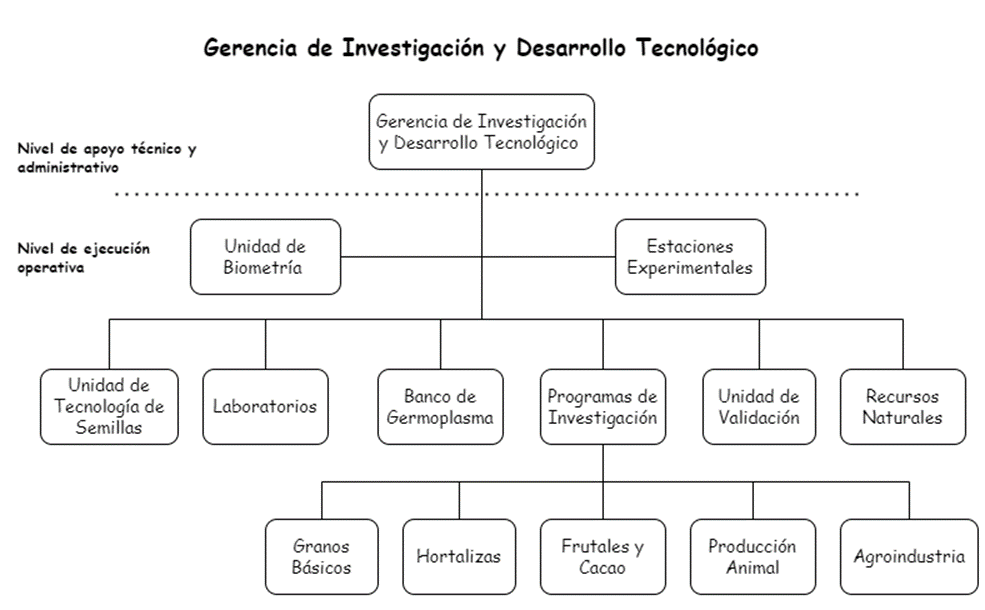 Gerencia de Investigación y Desarrollo Tecnológico
Gerencia de Investigación
y Desarrollo Tecnológico
Nivel de apoyo técnico y
administrativo
Nivel de ejecución
operativa
Unidad de
Biometría
Estaciones
Experimentales
Unidad de
Tecnología de
Semillas
Laboratorios
Banco de
Germoplasma
Programas de
Investigación
Unidad de
Validación
Recursos
Naturales
Granos
Básicos
Hortalizas
Frutales y
Cacao
Producción
Animal
Agroindustria